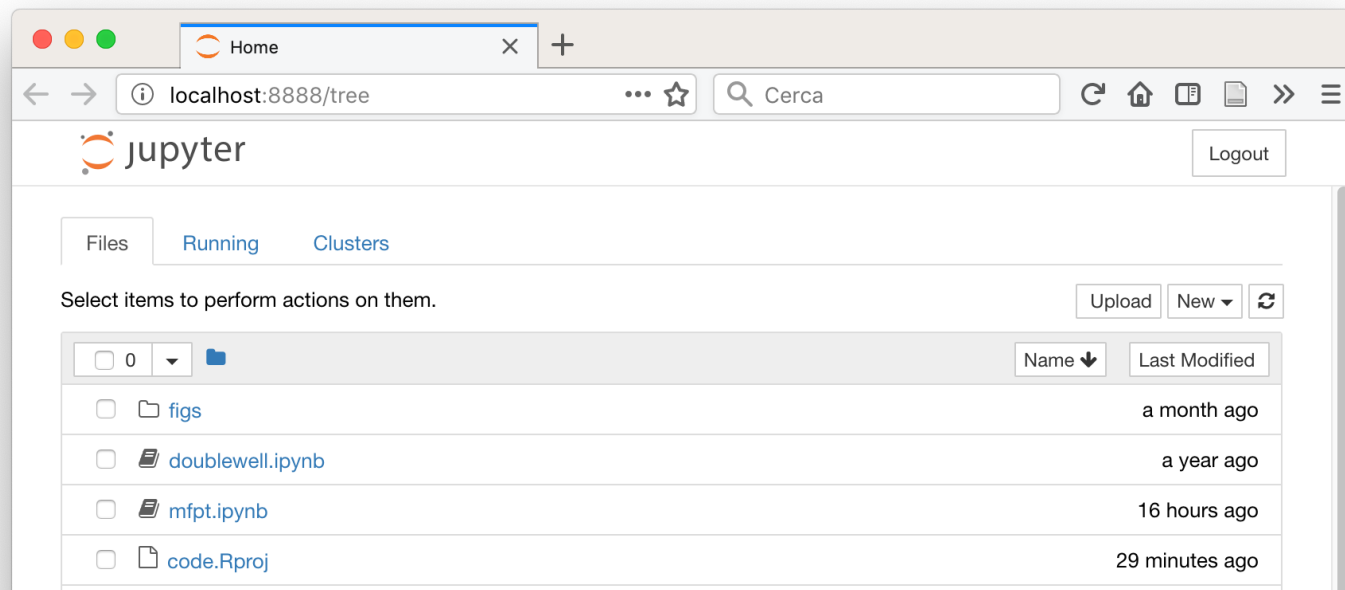 Home
localhost:8888/tree
Cerca
jupyter
Logout
Files Running Clusters
Select items to perform actions on them.
Upload New
0 Name Last Modified
figs a month ago
doublewell.ipynb a year ago
mfpt.ipynb 16 hours ago
code.Rproj 29 minutes ago